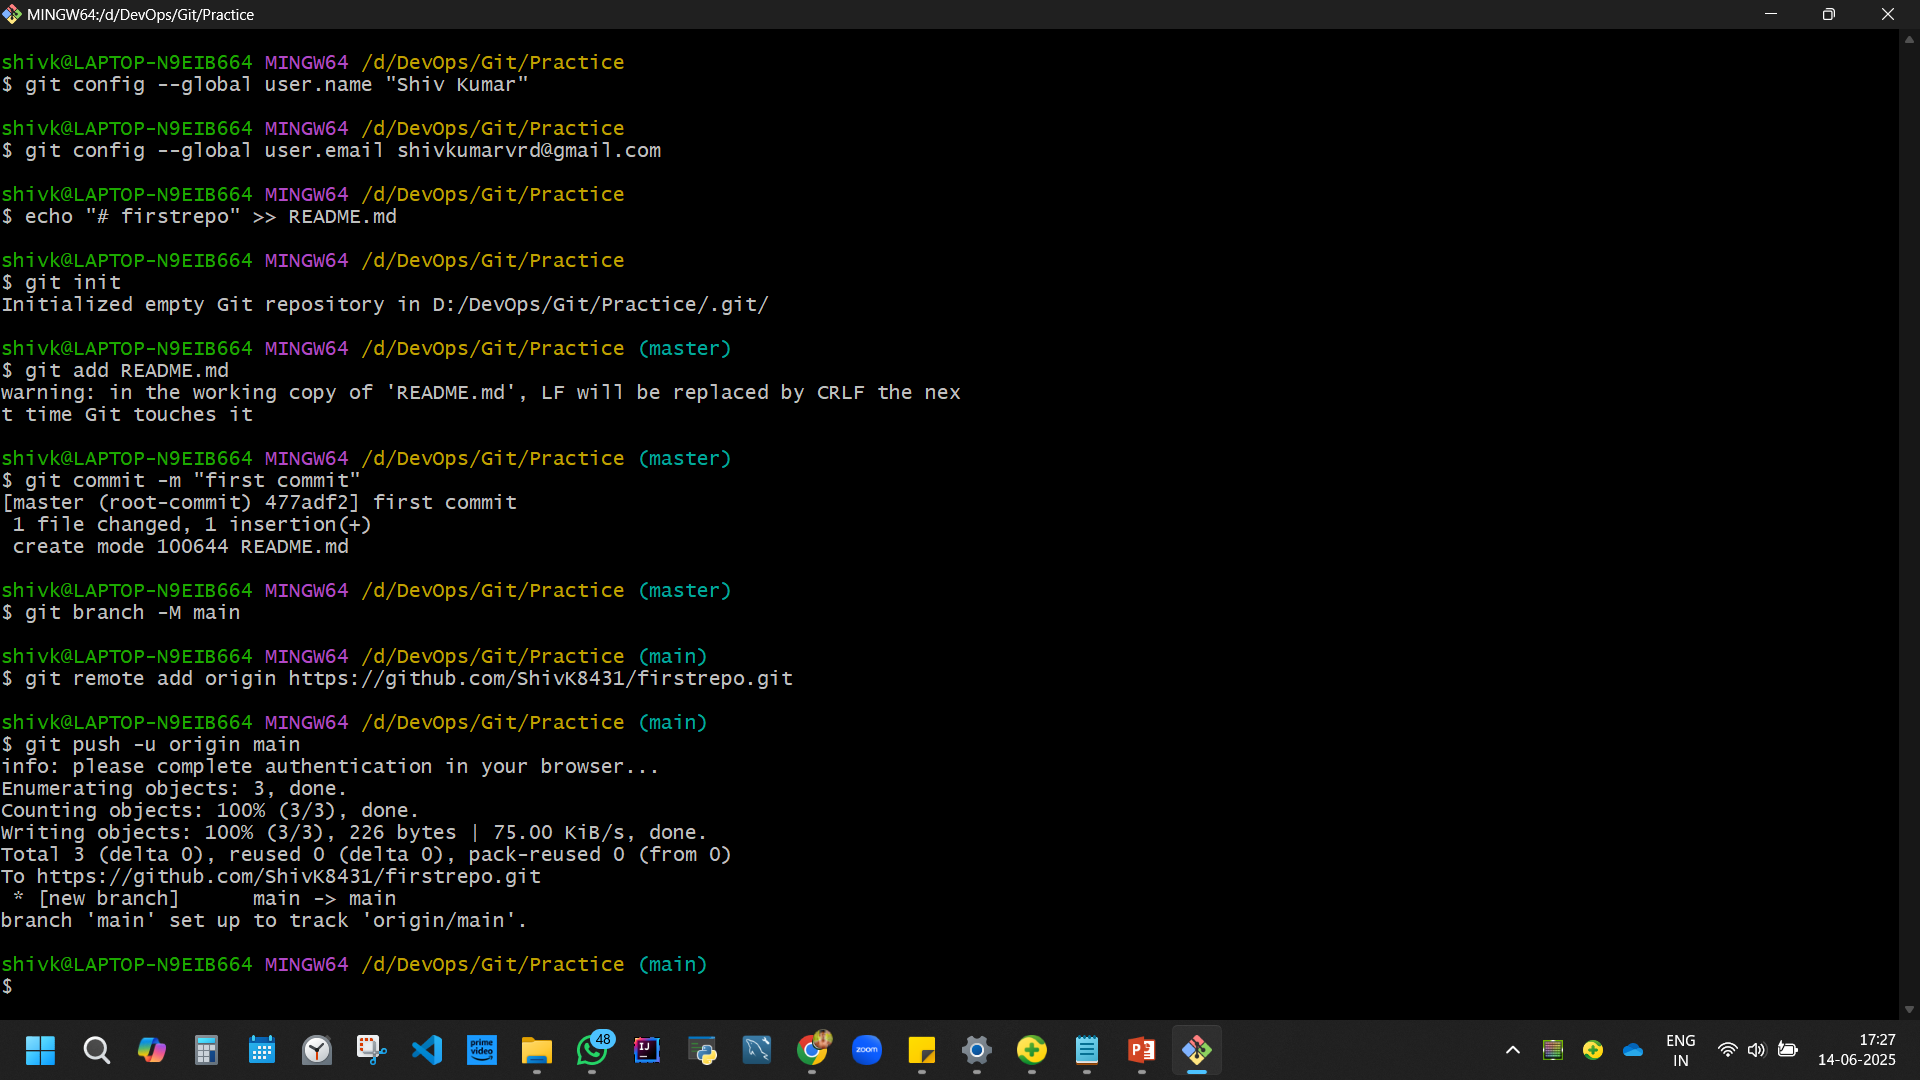 MINGW64:/d/DevOps/Git/Practice
shivk@LAPTOP-N9EIB664 MINGW64 /d/DevOps/Git/Practice
$ git config --global user.name "Shiv Kumar"
shivk@LAPTOP-N9EIB664 MINGW64 /d/DevOps/Git/Practice
$ git config --global user.email shivkumarvrd@gmail.com
shivk@LAPTOP-N9EIB664 MINGW64 /d/DevOps/Git/Practice
$ echo "# firstrepo" >> README.md
shivk@LAPTOP-N9EIB664 MINGW64 /d/DevOps/Git/Practice
$ git init
Initialized empty Git repository in D:/DevOps/Git/Practice/.git/
shivk@LAPTOP-N9EIB664 MINGW64 /d/DevOps/Git/Practice (master)
$ git add README.md
warning: in the working copy of 'README.md', LF will be replaced by CRLF the nex
t time Git touches it
shivk@LAPTOP-N9EIB664 MINGW64 /d/DevOps/Git/Practice (master)
$ git commit -m "first commit"
[master (root-commit) 477adf2] first commit
 1 file changed, 1 insertion(+)
 create mode 100644 README.md
shivk@LAPTOP-N9EIB664 MINGW64 /d/DevOps/Git/Practice (master)
$ git branch -M main
shivk@LAPTOP-N9EIB664 MINGW64 /d/DevOps/Git/Practice (main)
$ git remote add origin https://github.com/ShivK8431/firstrepo.git
shivk@LAPTOP-N9EIB664 MINGW64 /d/DevOps/Git/Practice (main)
$ git push -u origin main
info: please complete authentication in your browser...
Enumerating objects: 3, done.
Counting objects: 100% (3/3), done.
Writing objects: 100% (3/3), 226 bytes | 75.00 KiB/s, done.
Total 3 (delta 0), reused 0 (delta 0), pack-reused 0 (from 0)
To https://github.com/ShivK8431/firstrepo.git
 * [new branch]      main -> main
branch 'main' set up to track 'origin/main'.
shivk@LAPTOP-N9EIB664 MINGW64 /d/DevOps/Git/Practice (main)
$
prime video
48
IJ
zoom
P
ENG
IN
17:27
14-06-2025